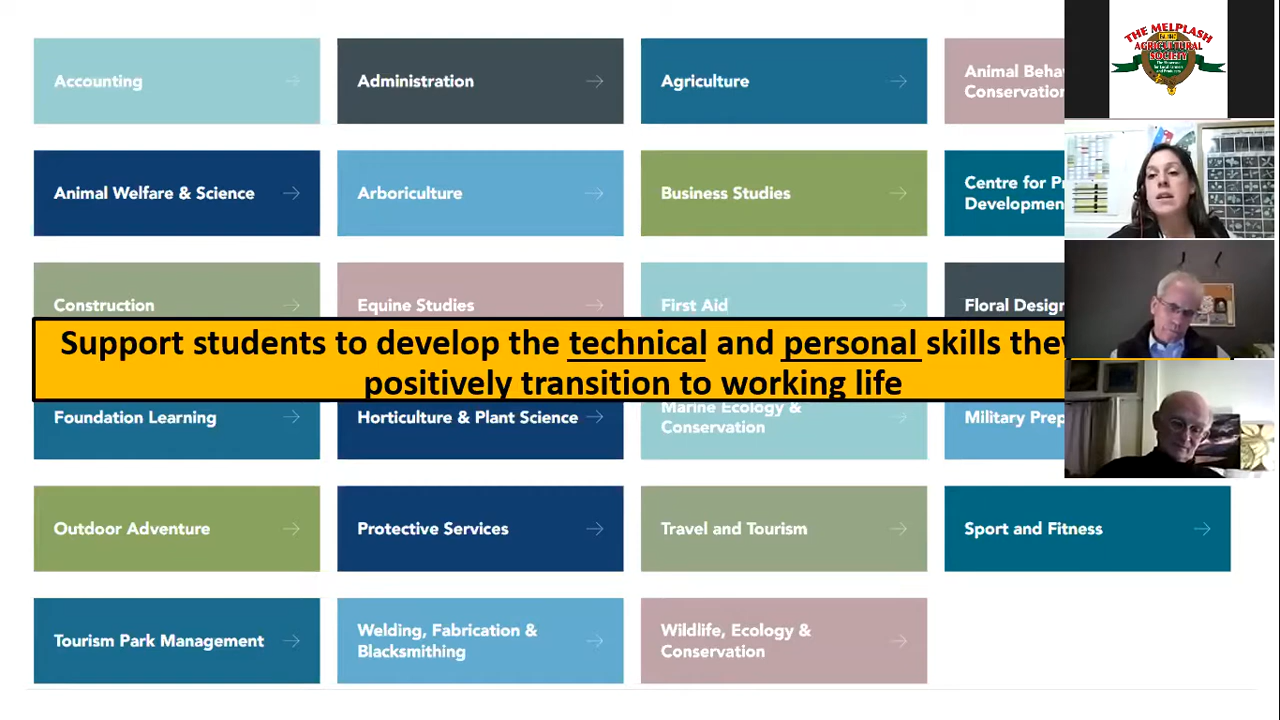 Accounting
Administration
Agriculture
Animal
Conservation
THE MELPLASH
AGRICULTURAL
SOCIETY
Animal Welfare & Science
Arboriculture
Business Studies
Centre for
Developmen
Construction
Equine Studies
First Aid
Floral Design
Support students to develop the technical and personal skills they
positively transition to working life
Foundation Learning
Horticulture & Plant Science
Marine Ecology &
Conservation
Military Prep
Outdoor Adventure
Protective Services
Travel and Tourism
Sport and Fitness
Tourism Park Management
Welding, Fabrication &
Blacksmithing
Wildlife, Ecology &
Conservation